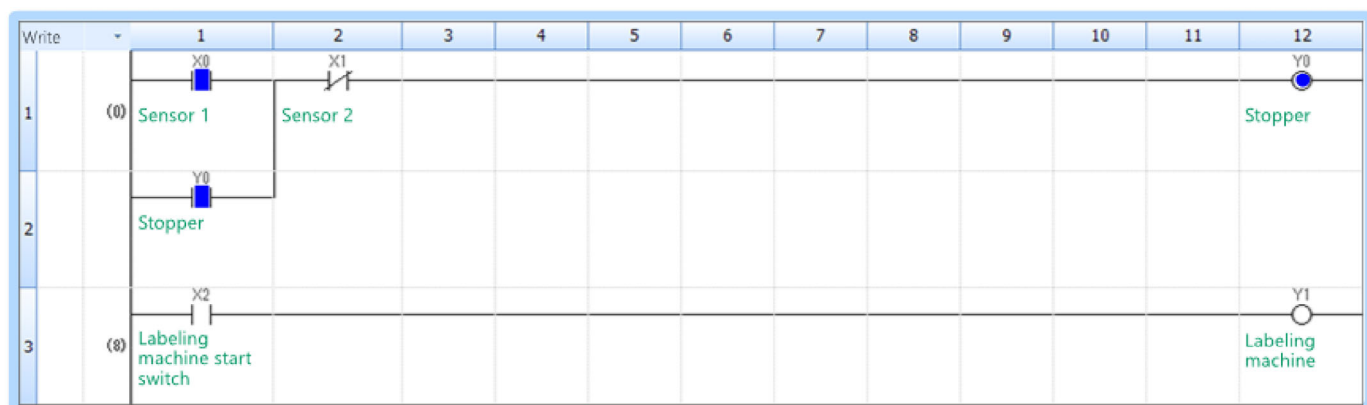 Write 1 2 3 4 5 6 7 8 9 10 11 12
X0 X1 Y0
1 (0) Sensor 1 Sensor 2 Stopper
Y0
2 Stopper
X2 Y1
3 (8) Labeling machine start switch Labeling machine